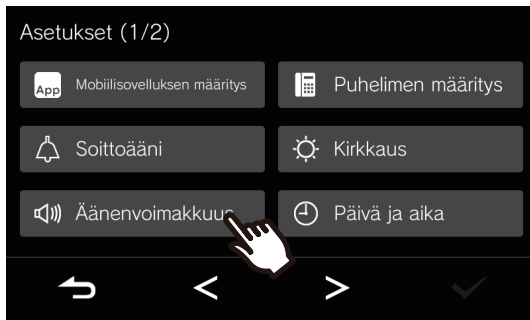 Asetukset (1/2)
App Mobiilisovelluksen määritys
Puhelimen määritys
Soittoääni
Kirkkaus
Äänenvoimakkuus
Päivä ja aika